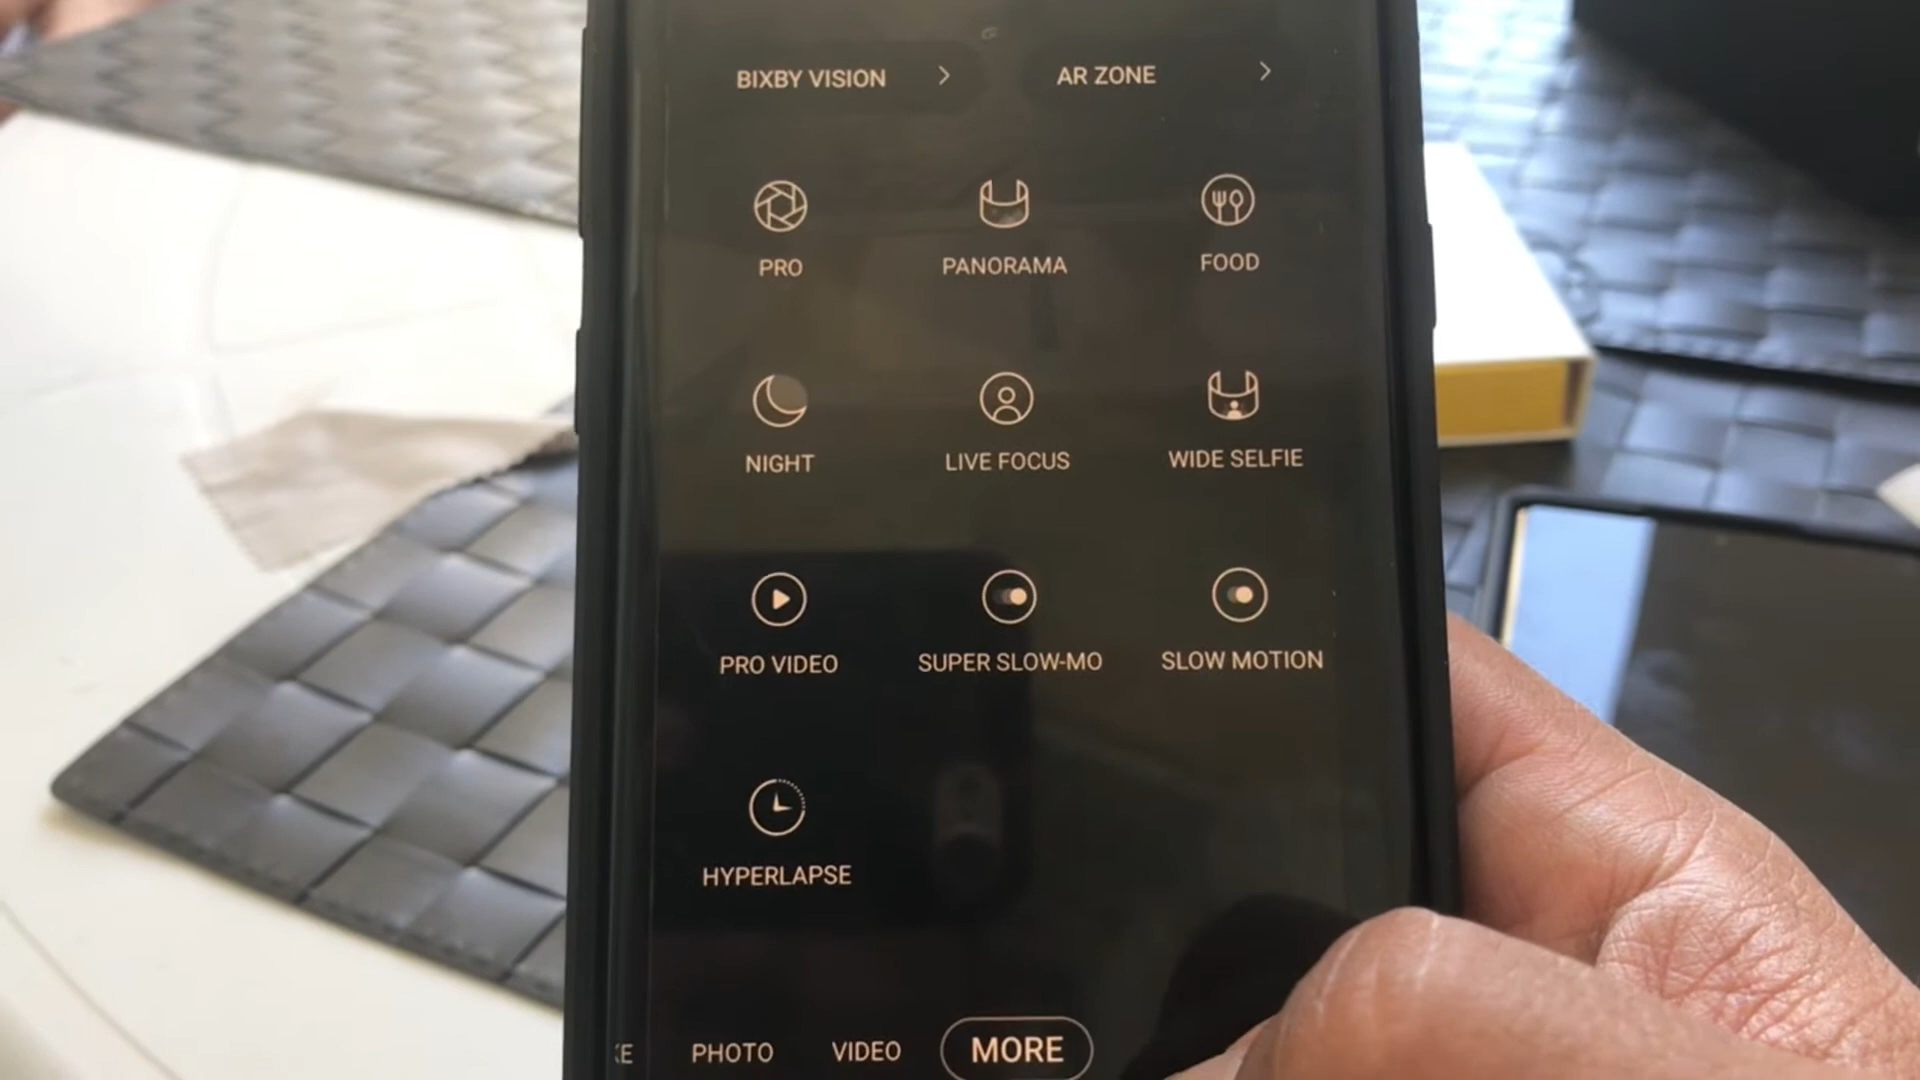 BIXBY VISION
AR ZONE
PRO
PANORAMA
FOOD
NIGHT
LIVE FOCUS
WIDE SELFIE
PRO VIDEO
SUPER SLOW-MO
SLOW MOTION
HYPERLAPSE
PHOTO
VIDEO
MORE